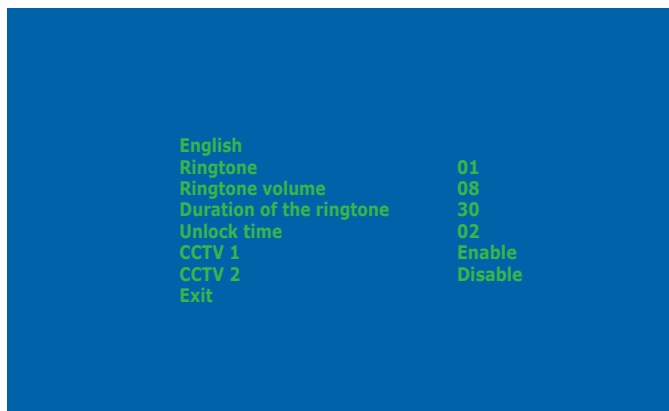 English
Ringtone 01
Ringtone volume 08
Duration of the ringtone 30
Unlock time 02
CCTV 1 Enable
CCTV 2 Disable
Exit